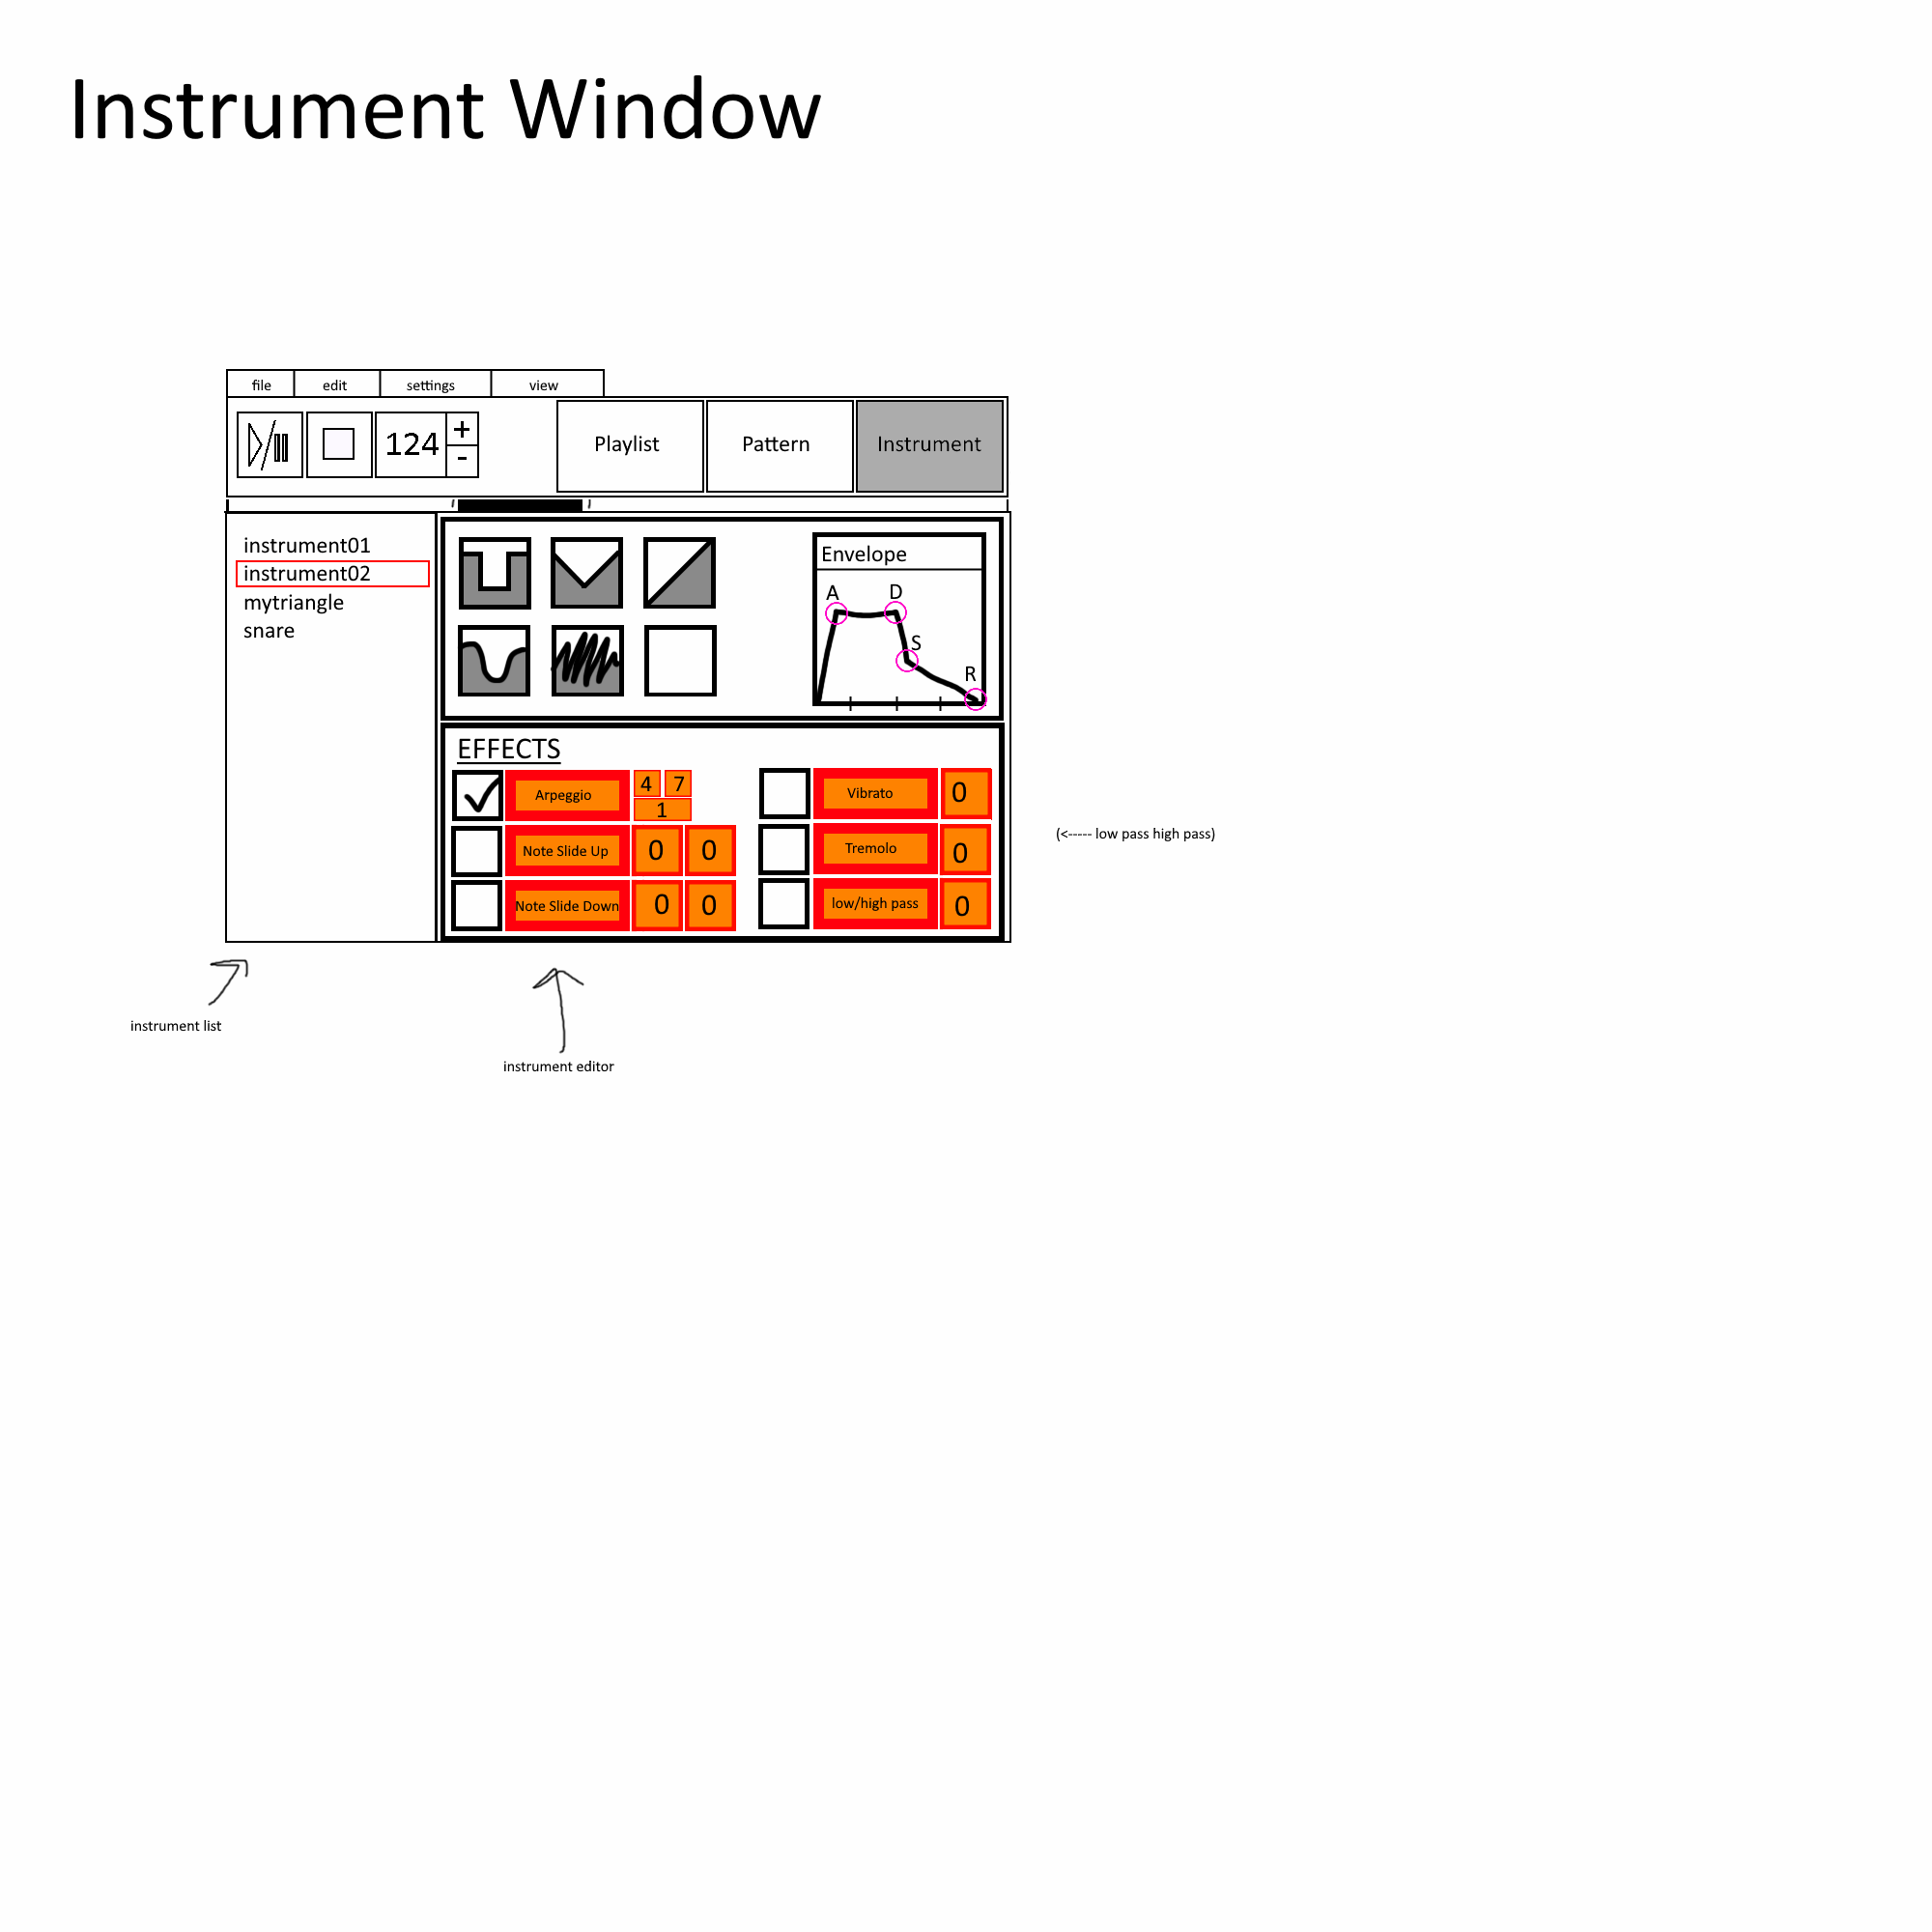 Instrument Window
file edit settings view
124 + -
Playlist Pattern Instrument
instrument01
instrument02
mytriangle
snare
Envelope
A D
S
R
EFFECTS
Arpeggio 4 7
1
Vibrato 0
Note Slide Up 0 0
Tremolo 0
(<----- low pass high pass)
Note Slide Down 0 0
low/high pass 0
instrument list
instrument editor